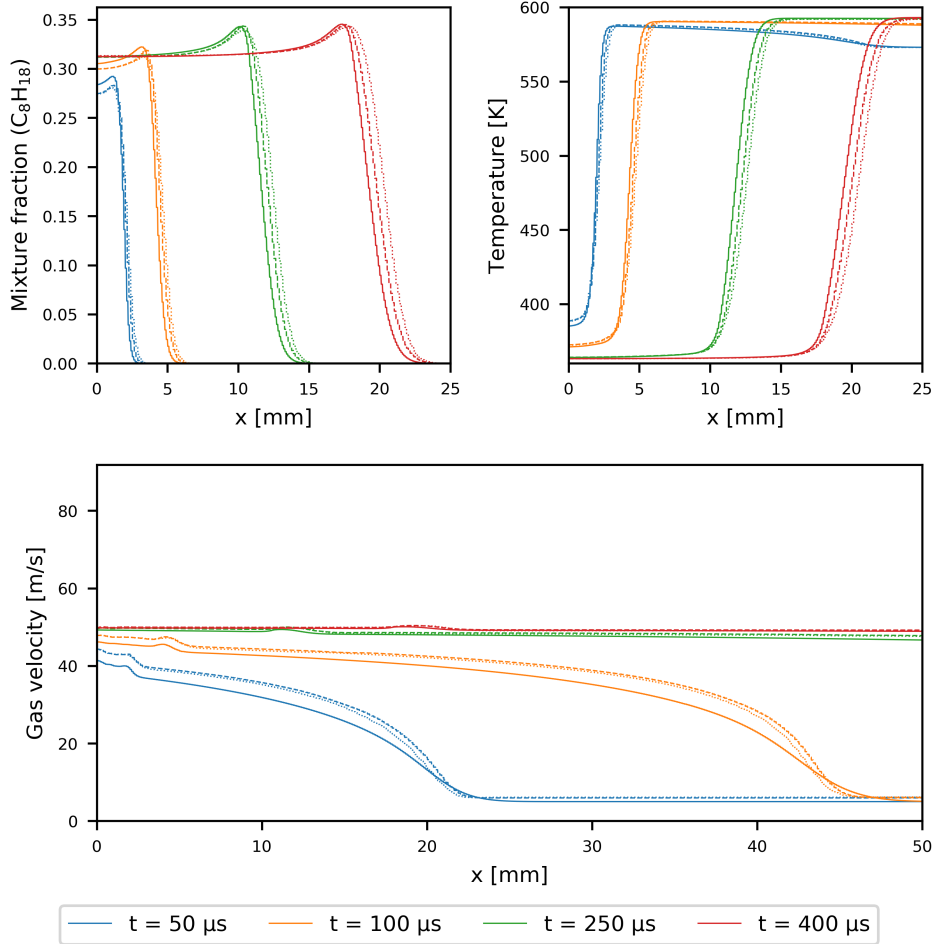 Mixture fraction (C8H18)
0.35
0.30
0.25
0.20
0.15
0.10
0.05
0.00
0 5 10 15 20 25
x [mm]
Temperature [K]
600
550
500
450
400
0 5 10 15 20 25
x [mm]
Gas velocity [m/s]
80
60
40
20
0
0 10 20 30 40 50
x [mm]
t = 50 µs t = 100 µs t = 250 µs t = 400 µs